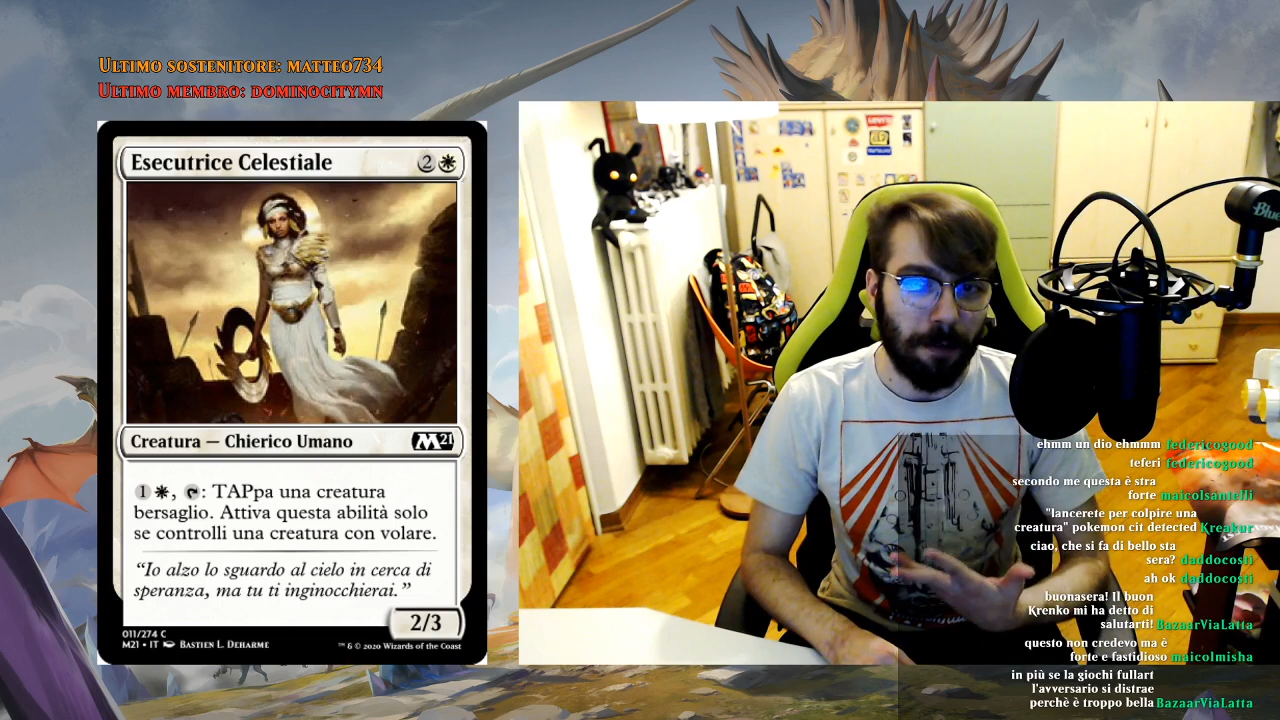 Ultimo sostenitore: matteo734
Ultimo membro: dominocitymn
Esecutrice Celestiale 2
Creatura — Chierico Umano M21
1 , : TAPpa una creatura
bersaglio. Attiva questa abilità solo
se controlli una creatura con volare.
“Io alzo lo sguardo al cielo in cerca di
speranza, ma tu ti inginocchierai.”
2/3
011/274 C
M21 • IT Bastien L. Deharme
™ & © 2020 Wizards of the Coast
Blue
ehmm un dio ehmmm federicogood
teferi federicogood
secondo me questa è stra
forte maicolsantelli
"lancerete per colpire una
creatura" pokemon cit detected Kreakur
ciao, che si fa di bello sta
sera? daddocosti
ah ok daddocosti
buonasera! Il buon
Krenko mi ha detto di
salutarti! BazaarViaLatta
questo non credevo ma è
forte e fastidioso maicolmisha
in più se la giochi fullart
l'avversario si distrae
perchè è troppo bella BazaarViaLatta